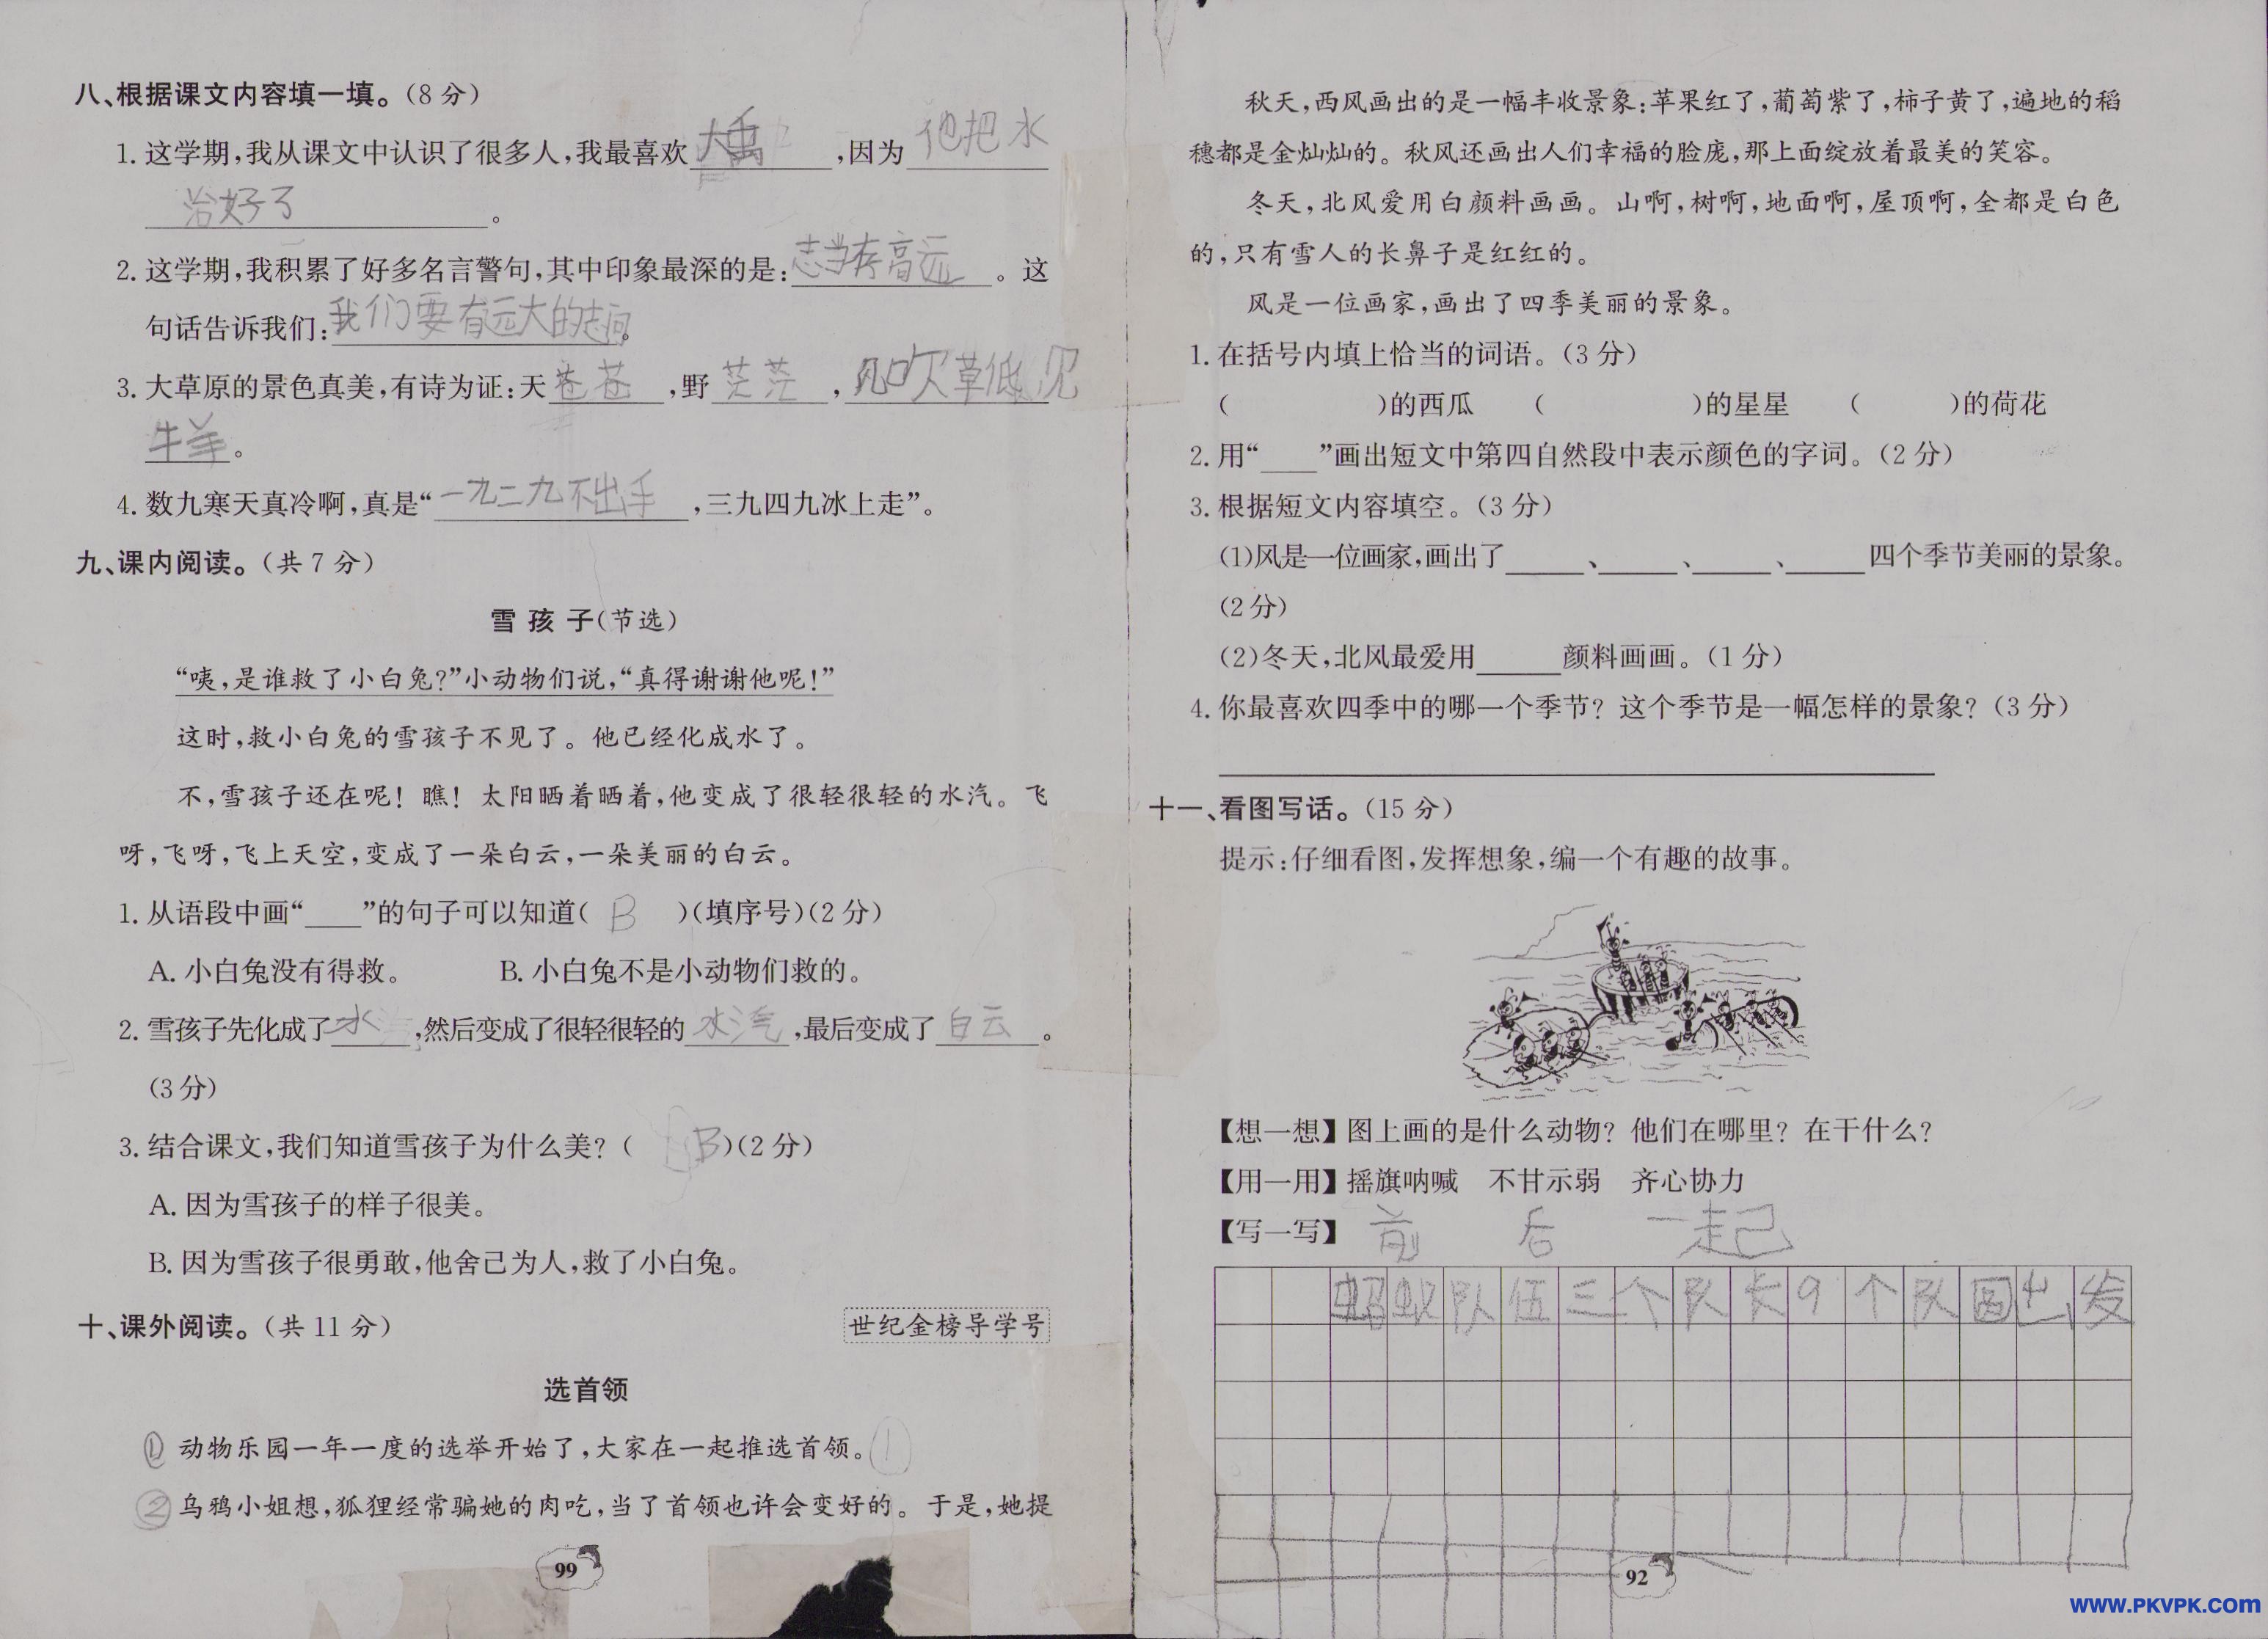 八、根据课文内容填一填。(8 分)
1. 这学期,我从课文中认识了很多人,我最喜欢大禹,因为他把水
治好了。
2. 这学期,我积累了好多名言警句,其中印象最深的是:志当存高远。这
句话告诉我们:我们要有远大的志向。
3. 大草原的景色真美,有诗为证:天苍苍,野茫茫,风吹草低见
牛羊。
4. 数九寒天真冷啊,真是“一九二九不出手,三九四九冰上走”。
九、课内阅读。(共 7 分)
雪 孩 子(节选)
“咦,是谁救了小白兔?”小动物们说,“真得谢谢他呢!”
这时,救小白兔的雪孩子不见了。他已经化成水了。
不,雪孩子还在呢! 瞧! 太阳晒着晒着,他变成了很轻很轻的水汽。飞
呀,飞呀,飞上天空,变成了一朵白云,一朵美丽的白云。
1. 从语段中画“____”的句子可以知道( B )(填序号)(2 分)
A. 小白兔没有得救。 B. 小白兔不是小动物们救的。
2. 雪孩子先化成了水,然后变成了很轻很轻的水汽,最后变成了白云。
(3 分)
3. 结合课文,我们知道雪孩子为什么美? ( B )(2 分)
A. 因为雪孩子的样子很美。
B. 因为雪孩子很勇敢,他舍己为人,救了小白兔。
十、课外阅读。(共 11 分) 世纪金榜导学号
选首领
① 动物乐园一年一度的选举开始了,大家在一起推选首领。①
② 乌鸦小姐想,狐狸经常骗她的肉吃,当了首领也许会变好的。于是,她提
99
秋天,西风画出的是一幅丰收景象:苹果红了,葡萄紫了,柿子黄了,遍地的稻
穗都是金灿灿的。秋风还画出人们幸福的脸庞,那上面绽放着最美的笑容。
冬天,北风爱用白颜料画画。山啊,树啊,地面啊,屋顶啊,全都是白色
的,只有雪人的长鼻子是红红的。
风是一位画家,画出了四季美丽的景象。
1. 在括号内填上恰当的词语。(3 分)
( )的西瓜 ( )的星星 ( )的荷花
2. 用“____”画出短文中第四自然段中表示颜色的字词。(2 分)
3. 根据短文内容填空。(3 分)
(1)风是一位画家,画出了____、____、____、____四个季节美丽的景象。
(2 分)
(2)冬天,北风最爱用____颜料画画。(1 分)
4. 你最喜欢四季中的哪一个季节? 这个季节是一幅怎样的景象? (3 分)
十一、看图写话。(15 分)
提示:仔细看图,发挥想象,编一个有趣的故事。
【想一想】图上画的是什么动物? 他们在哪里? 在干什么?
【用一用】摇旗呐喊 不甘示弱 齐心协力
【写一写】 前 后 一起
蚂蚁队伍三个队长9个队圆出发
92
www.PKVPK.com